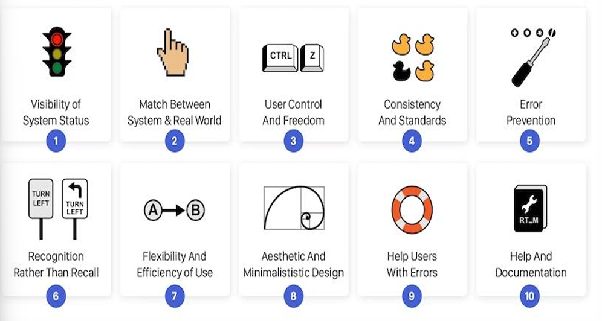 CTRL
Z
Visibility of
System Status
1
Match Between
System & Real World
2
User Control
And Freedom
3
Consistency
And Standards
4
Error
Prevention
5
TURN
LEFT
TURN
LEFT
Recognition
Rather Than Recall
6
A
B
Flexibility And
Efficiency of Use
7
Aesthetic And
Minimalististic Design
8
Help Users
With Errors
9
RT_M
Help And
Documentation
10